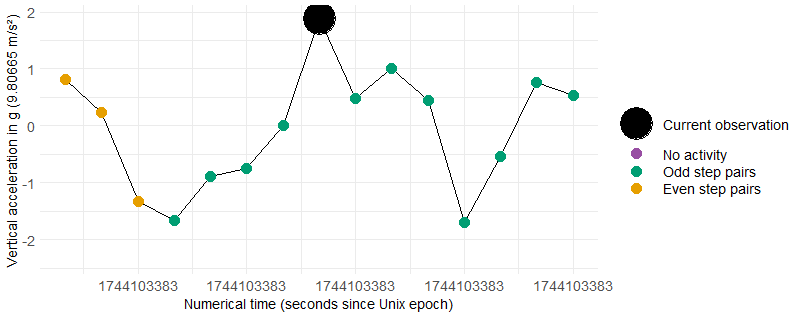 Vertical acceleration in g (9.80665 m/s²)
2
1
0
-1
-2
1744103383 1744103383 1744103383 1744103383 1744103383
Numerical time (seconds since Unix epoch)
Current observation
No activity
Odd step pairs
Even step pairs